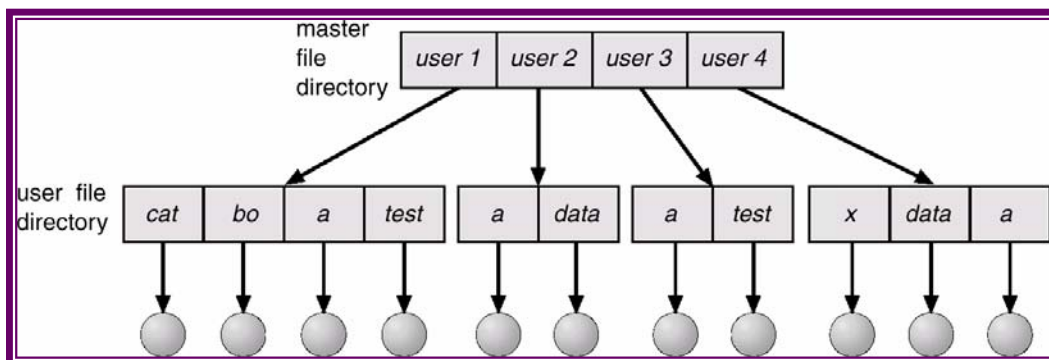 master
file
directory
user 1 user 2 user 3 user 4
user file
directory
cat bo a test a data a test x data a